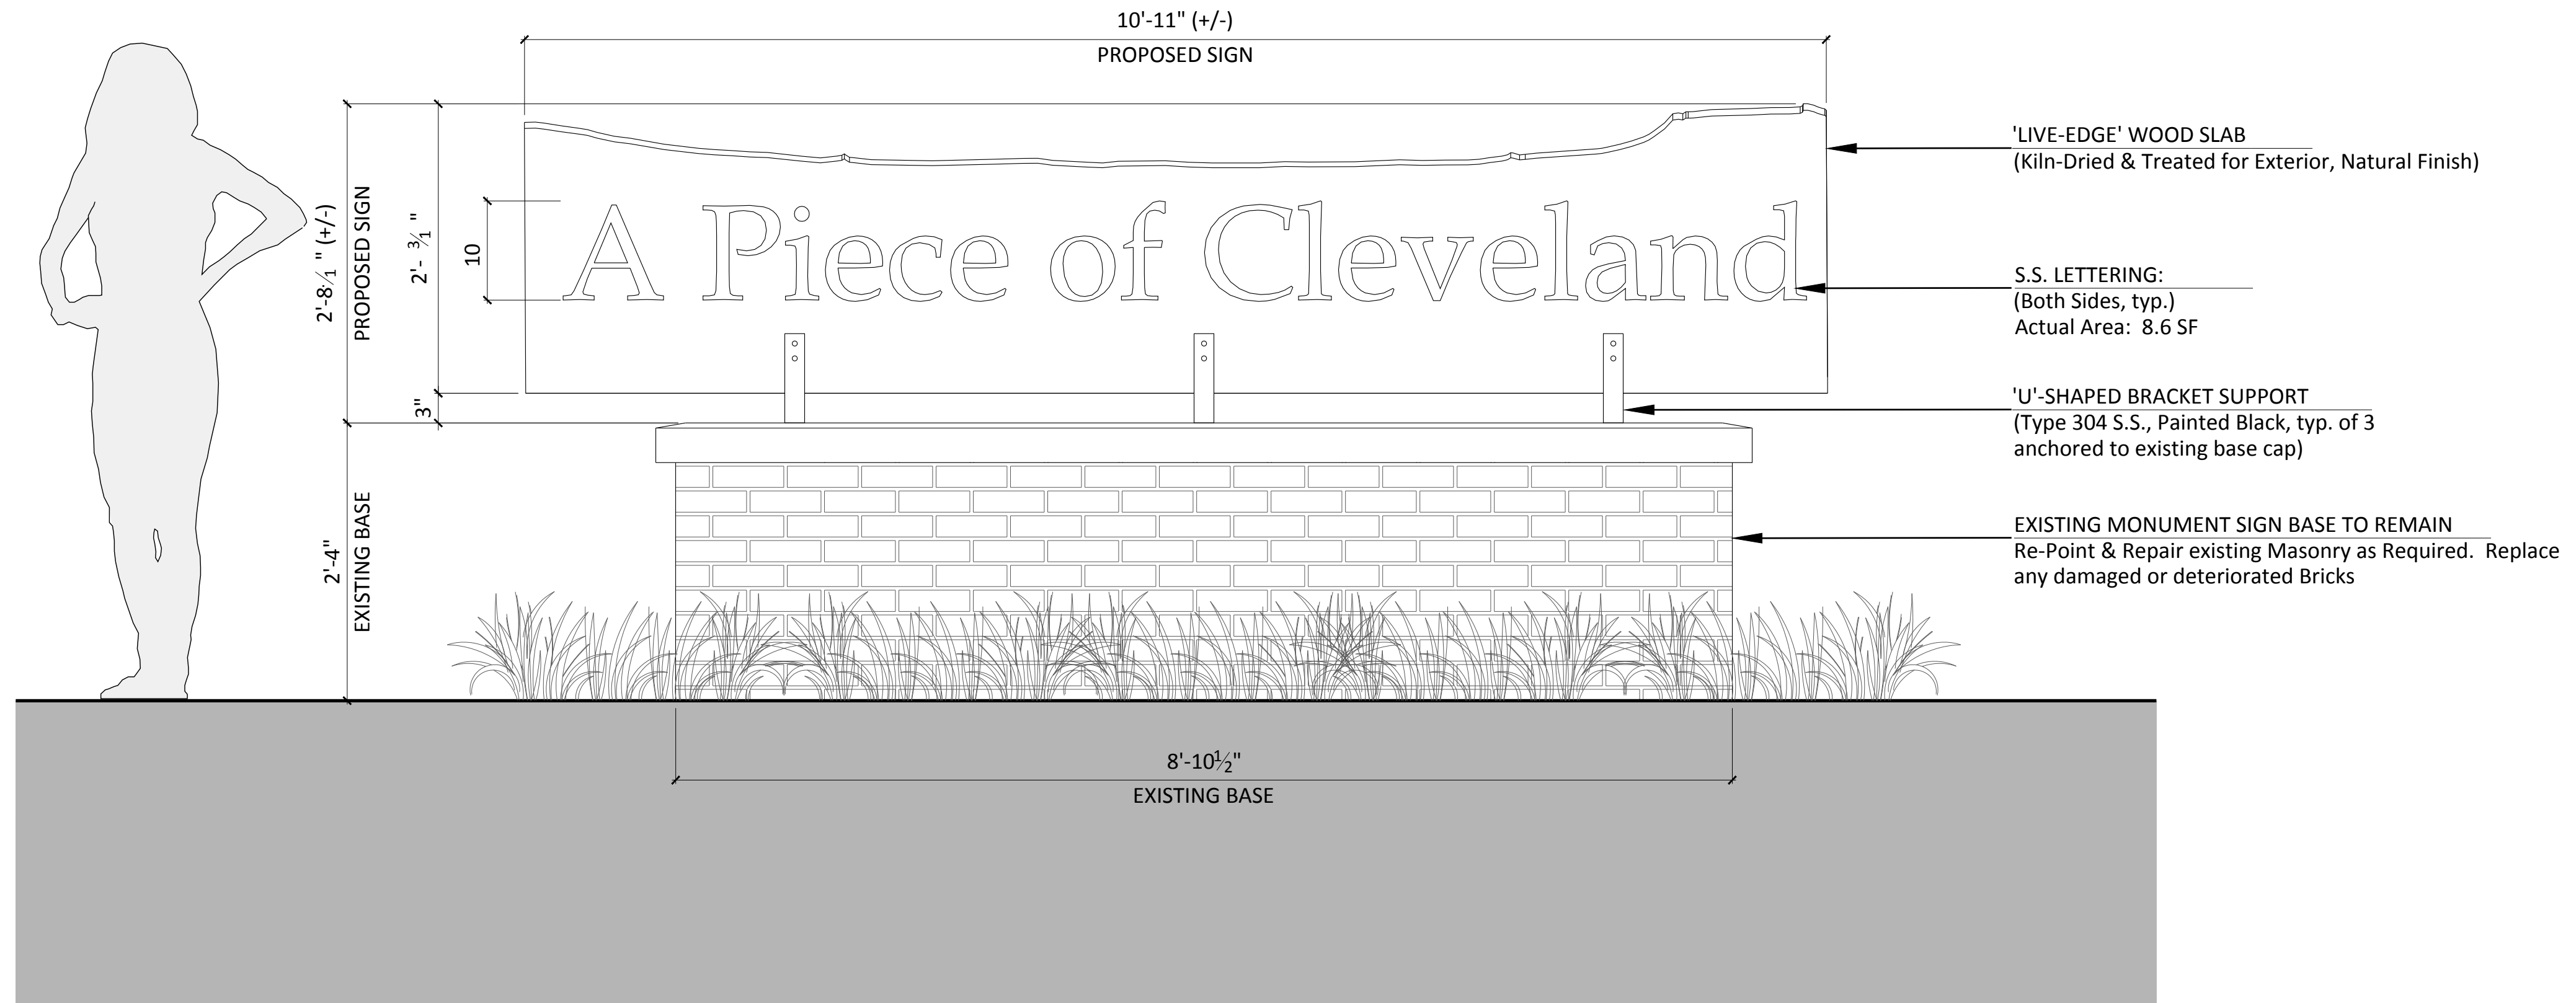 10'-11" (+/-)
PROPOSED SIGN
2'-8⁄1" (+/-)
PROPOSED SIGN
2'- 3⁄1"
10
3"
A Piece of Cleveland
'LIVE-EDGE' WOOD SLAB
(Kiln-Dried & Treated for Exterior, Natural Finish)
S.S. LETTERING:
(Both Sides, typ.)
Actual Area: 8.6 SF
'U'-SHAPED BRACKET SUPPORT
(Type 304 S.S., Painted Black, typ. of 3
anchored to existing base cap)
EXISTING MONUMENT SIGN BASE TO REMAIN
Re-Point & Repair existing Masonry as Required. Replace
any damaged or deteriorated Bricks
2'-4"
EXISTING BASE
8'-10½"
EXISTING BASE